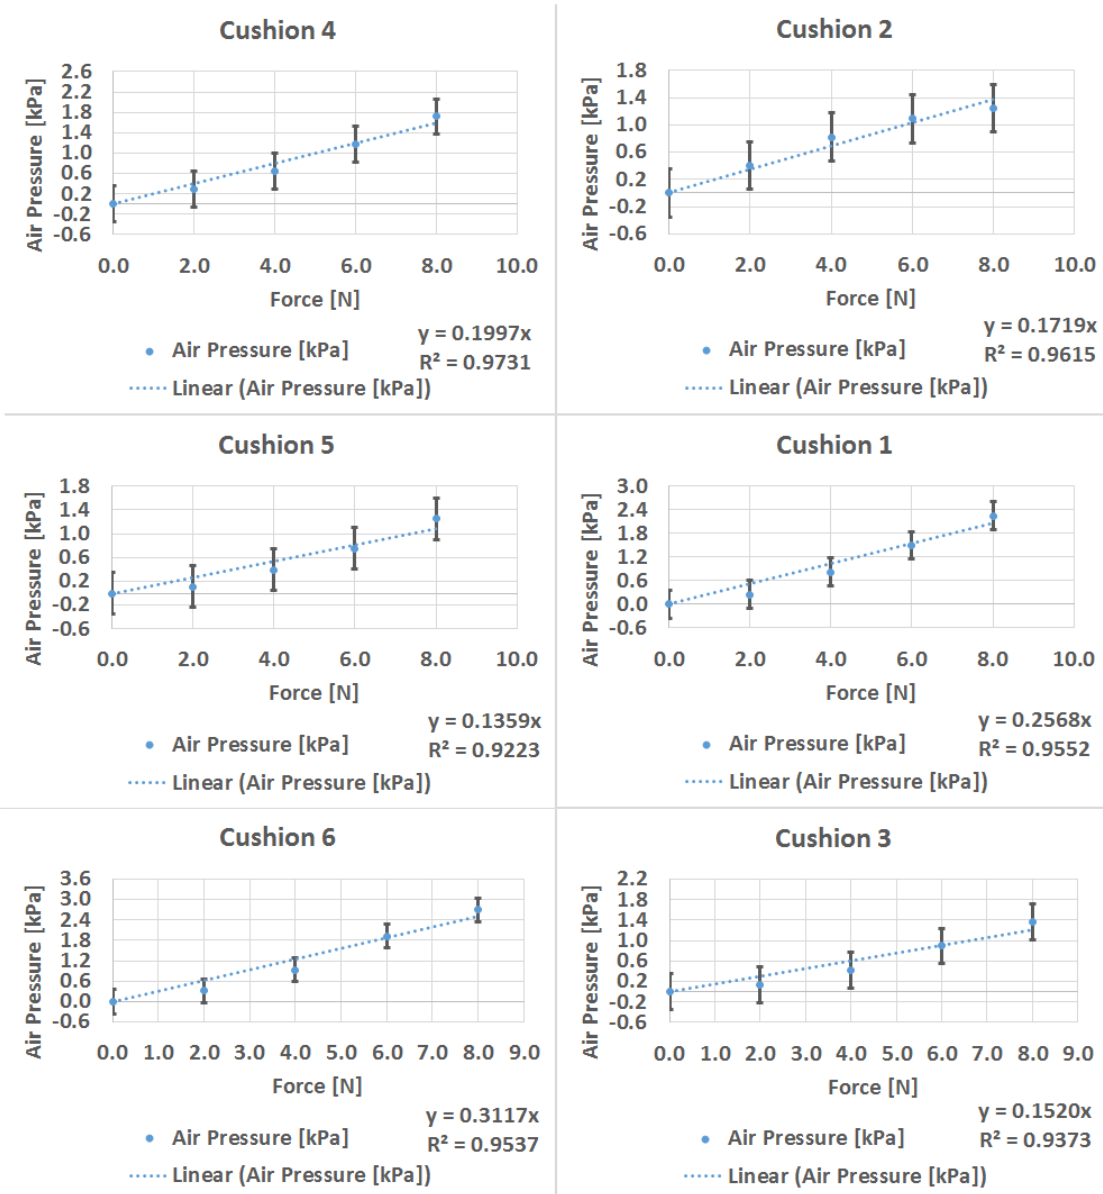 Cushion 4
Air Pressure [kPa]
2.6
2.2
1.8
1.4
1.0
0.6
0.2
-0.2
-0.6
0.0 2.0 4.0 6.0 8.0 10.0
Force [N]
Air Pressure [kPa]
y = 0.1997x
R² = 0.9731
Linear (Air Pressure [kPa])
Cushion 2
Air Pressure [kPa]
1.8
1.4
1.0
0.6
0.2
-0.2
-0.6
0.0 2.0 4.0 6.0 8.0 10.0
Force [N]
Air Pressure [kPa]
y = 0.1719x
R² = 0.9615
Linear (Air Pressure [kPa])
Cushion 5
Air Pressure [kPa]
1.8
1.4
1.0
0.6
0.2
-0.2
-0.6
0.0 2.0 4.0 6.0 8.0 10.0
Force [N]
Air Pressure [kPa]
y = 0.1359x
R² = 0.9223
Linear (Air Pressure [kPa])
Cushion 1
Air Pressure [kPa]
3.0
2.4
1.8
1.2
0.6
0.0
-0.6
0.0 2.0 4.0 6.0 8.0 10.0
Force [N]
Air Pressure [kPa]
y = 0.2568x
R² = 0.9552
Linear (Air Pressure [kPa])
Cushion 6
Air Pressure [kPa]
3.6
3.0
2.4
1.8
1.2
0.6
0.0
-0.6
0.0 1.0 2.0 3.0 4.0 5.0 6.0 7.0 8.0 9.0
Force [N]
Air Pressure [kPa]
y = 0.3117x
R² = 0.9537
Linear (Air Pressure [kPa])
Cushion 3
Air Pressure [kPa]
2.2
1.8
1.4
1.0
0.6
0.2
-0.2
-0.6
0.0 1.0 2.0 3.0 4.0 5.0 6.0 7.0 8.0 9.0
Force [N]
Air Pressure [kPa]
y = 0.1520x
R² = 0.9373
Linear (Air Pressure [kPa])